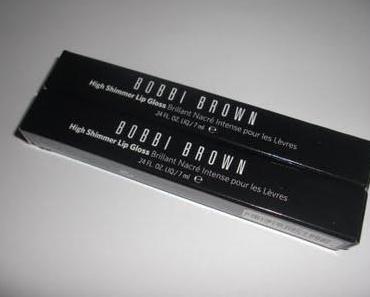 BOBBI BROWN
High Shimmer Lip Gloss Brillant Nacré Intense pour les Lèvres
.24 FL. OZ. LIQ/7 ml ℮
BOBBI BROWN
High Shimmer Lip Gloss Brillant Nacré Intense pour les Lèvres
.24 FL. OZ. LIQ/7 ml ℮